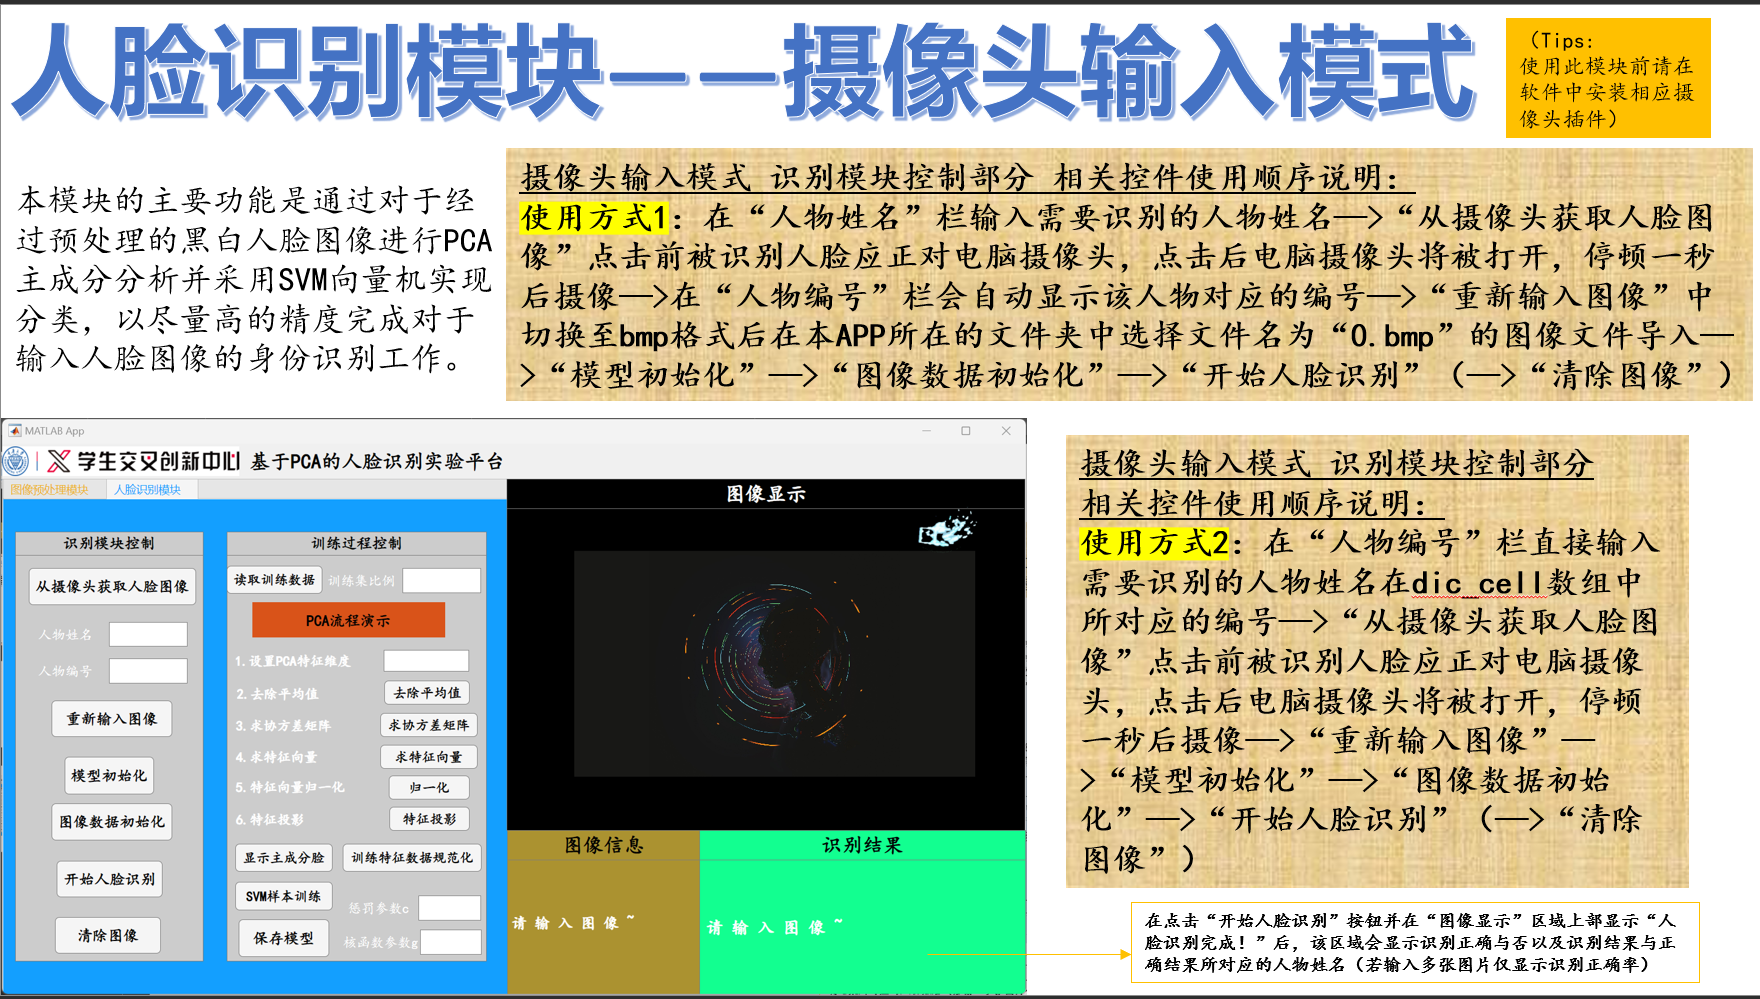 人脸识别模块——摄像头输入模式
（Tips:
使用此模块前请在
软件中安装相应摄
像头插件）
本模块的主要功能是通过对于经
过预处理的黑白人脸图像进行PCA
主成分分析并采用SVM向量机实现
分类，以尽量高的精度完成对于
输入人脸图像的身份识别工作。
摄像头输入模式 识别模块控制部分 相关控件使用顺序说明：
使用方式1：在“人物姓名”栏输入需要识别的人物姓名—>“从摄像头获取人脸图
像”点击前被识别人脸应正对电脑摄像头，点击后电脑摄像头将被打开，停顿一秒
后摄像—>在“人物编号”栏会自动显示该人物对应的编号—>“重新输入图像”中
切换至bmp格式后在本APP所在的文件夹中选择文件名为“0.bmp”的图像文件导入—
>“模型初始化”—>“图像数据初始化”—>“开始人脸识别”（—>“清除图像”）
MATLAB App
学生交叉创新中心 基于PCA的人脸识别实验平台
图像预处理模块 人脸识别模块
识别模块控制
从摄像头获取人脸图像
人物姓名
人物编号
重新输入图像
模型初始化
图像数据初始化
开始人脸识别
清除图像
训练过程控制
读取训练数据 训练集比例
PCA流程演示
1.设置PCA特征维度
2.去除平均值 去除平均值
3.求协方差矩阵 求协方差矩阵
4.求特征向量 求特征向量
5.特征向量归一化 归一化
6.特征投影 特征投影
显示主成分脸 训练特征数据规范化
SVM样本训练
惩罚参数c
保存模型 核函数参数g
图像显示
图像信息
请输入图像~
识别结果
请输入图像~
摄像头输入模式 识别模块控制部分
相关控件使用顺序说明：
使用方式2：在“人物编号”栏直接输入
需要识别的人物姓名在dic_cell数组中
所对应的编号—>“从摄像头获取人脸图
像”点击前被识别人脸应正对电脑摄像
头，点击后电脑摄像头将被打开，停顿
一秒后摄像—>“重新输入图像”—
>“模型初始化”—>“图像数据初始
化”—>“开始人脸识别”（—>“清除
图像”）
在点击“开始人脸识别”按钮并在“图像显示”区域上部显示“人
脸识别完成！”后，该区域会显示识别正确与否以及识别结果与正
确结果所对应的人物姓名（若输入多张图片仅显示识别正确率）